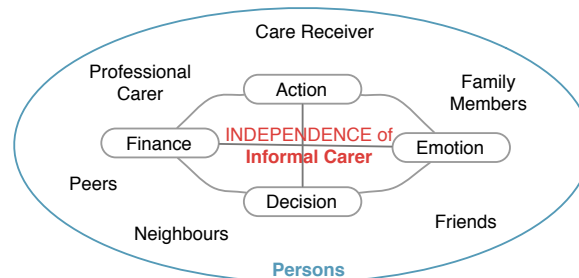 Care Receiver
Professional
Carer
Action
Family
Members
INDEPENDENCE of
Informal Carer
Finance
Emotion
Peers
Decision
Neighbours
Friends
Persons